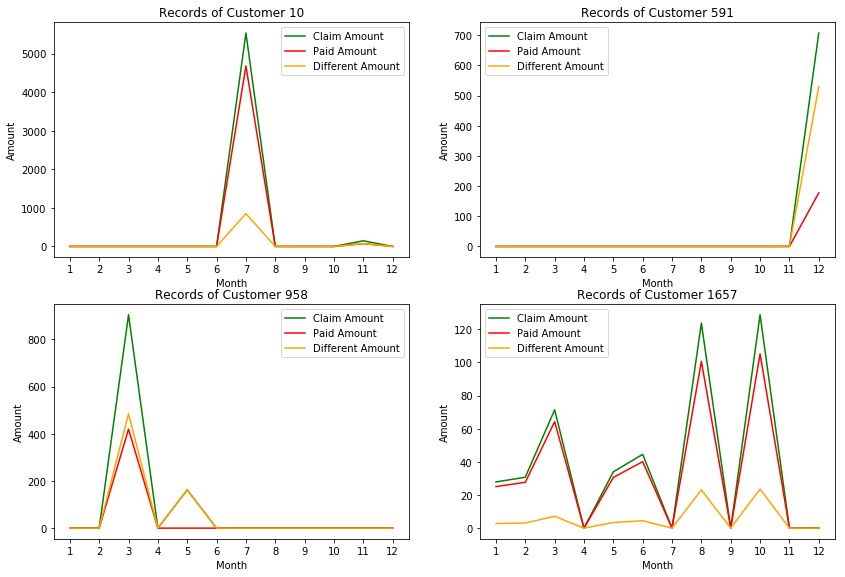 Records of Customer 10
Claim Amount
Paid Amount
Different Amount
Amount
5000
4000
3000
2000
1000
0
1 2 3 4 5 6 7 8 9 10 11 12
Month
Records of Customer 591
Claim Amount
Paid Amount
Different Amount
Amount
700
600
500
400
300
200
100
0
1 2 3 4 5 6 7 8 9 10 11 12
Month
Records of Customer 958
Claim Amount
Paid Amount
Different Amount
Amount
800
600
400
200
0
1 2 3 4 5 6 7 8 9 10 11 12
Month
Records of Customer 1657
Claim Amount
Paid Amount
Different Amount
Amount
120
100
80
60
40
20
0
1 2 3 4 5 6 7 8 9 10 11 12
Month